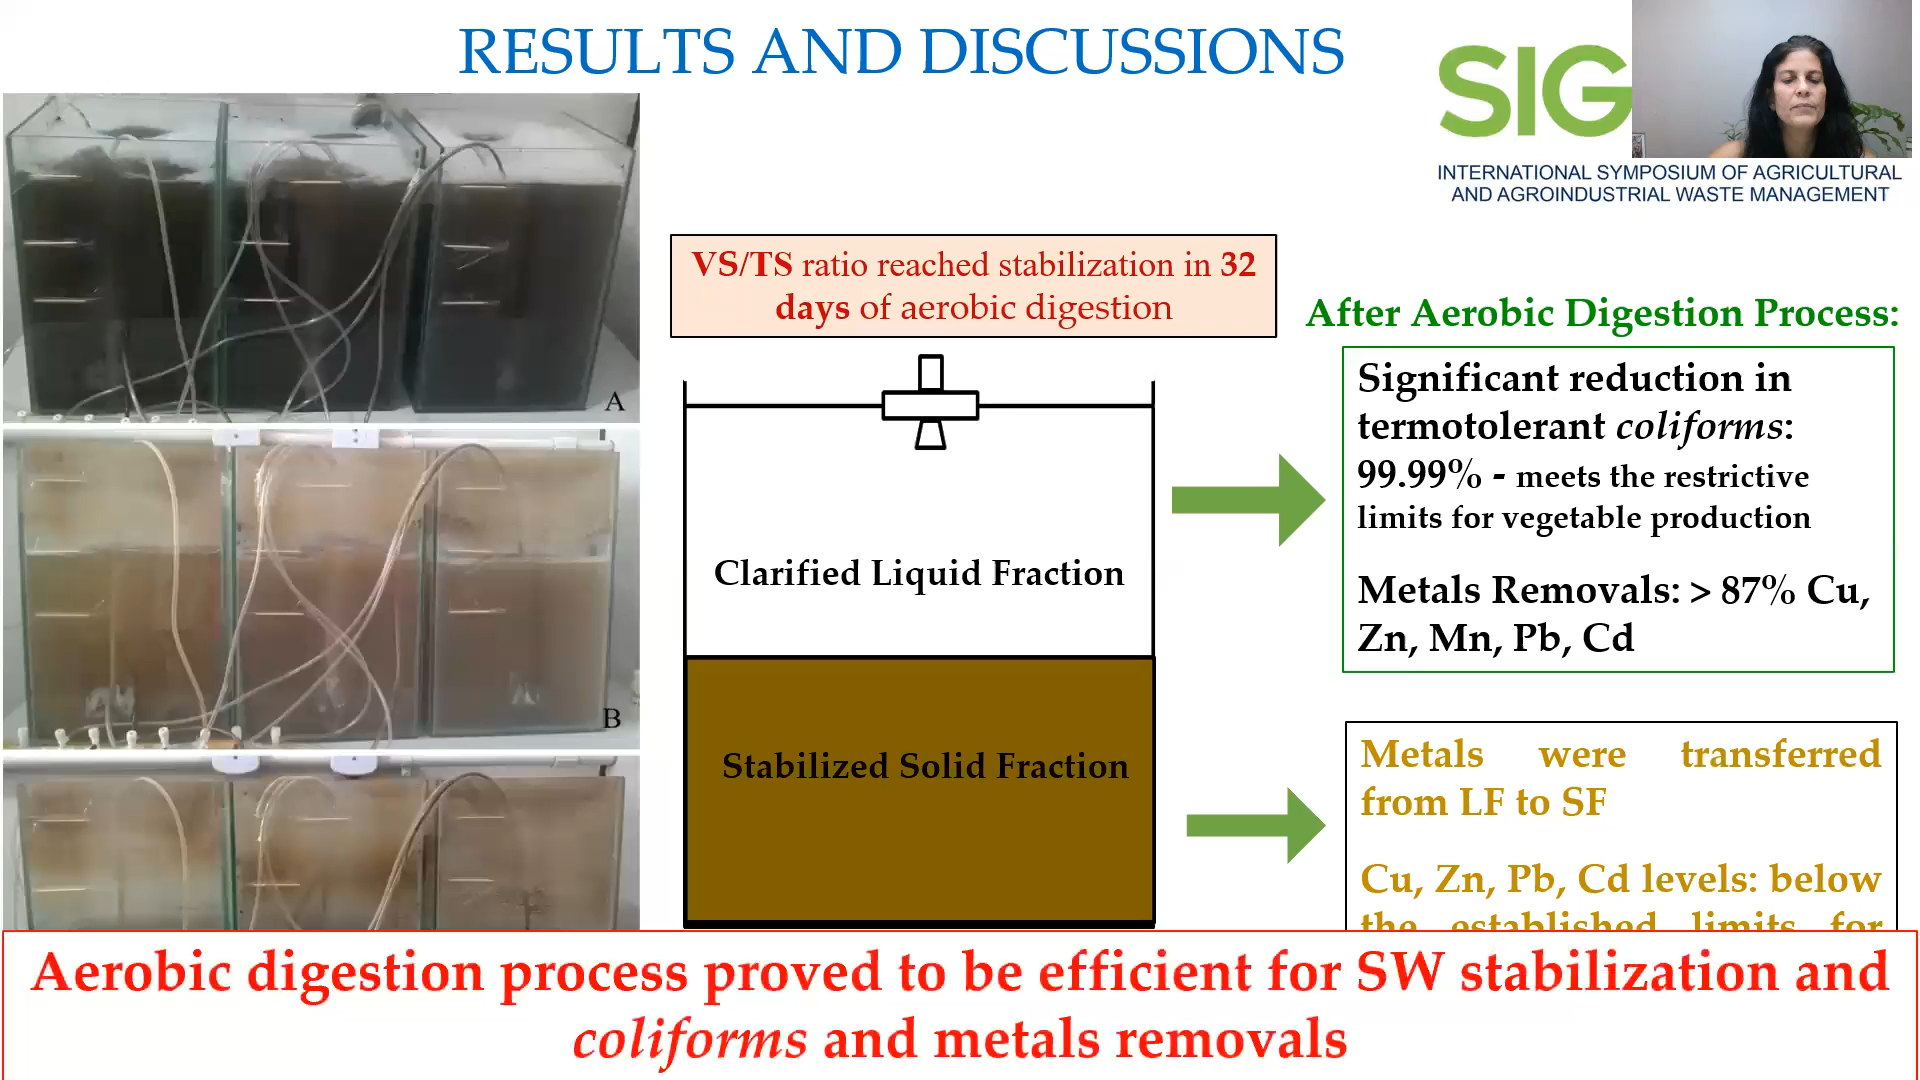 RESULTS AND DISCUSSIONS
SIG
INTERNATIONAL SYMPOSIUM OF AGRICULTURAL
AND AGROINDUSTRIAL WASTE MANAGEMENT
A
B
VS/TS ratio reached stabilization in 32
days of aerobic digestion
Clarified Liquid Fraction
Stabilized Solid Fraction
After Aerobic Digestion Process:
Significant reduction in
termotolerant coliforms:
99.99% - meets the restrictive
limits for vegetable production
Metals Removals: > 87% Cu,
Zn, Mn, Pb, Cd
Metals were transferred
from LF to SF
Cu, Zn, Pb, Cd levels: below
the established limits for
Aerobic digestion process proved to be efficient for SW stabilization and
coliforms and metals removals